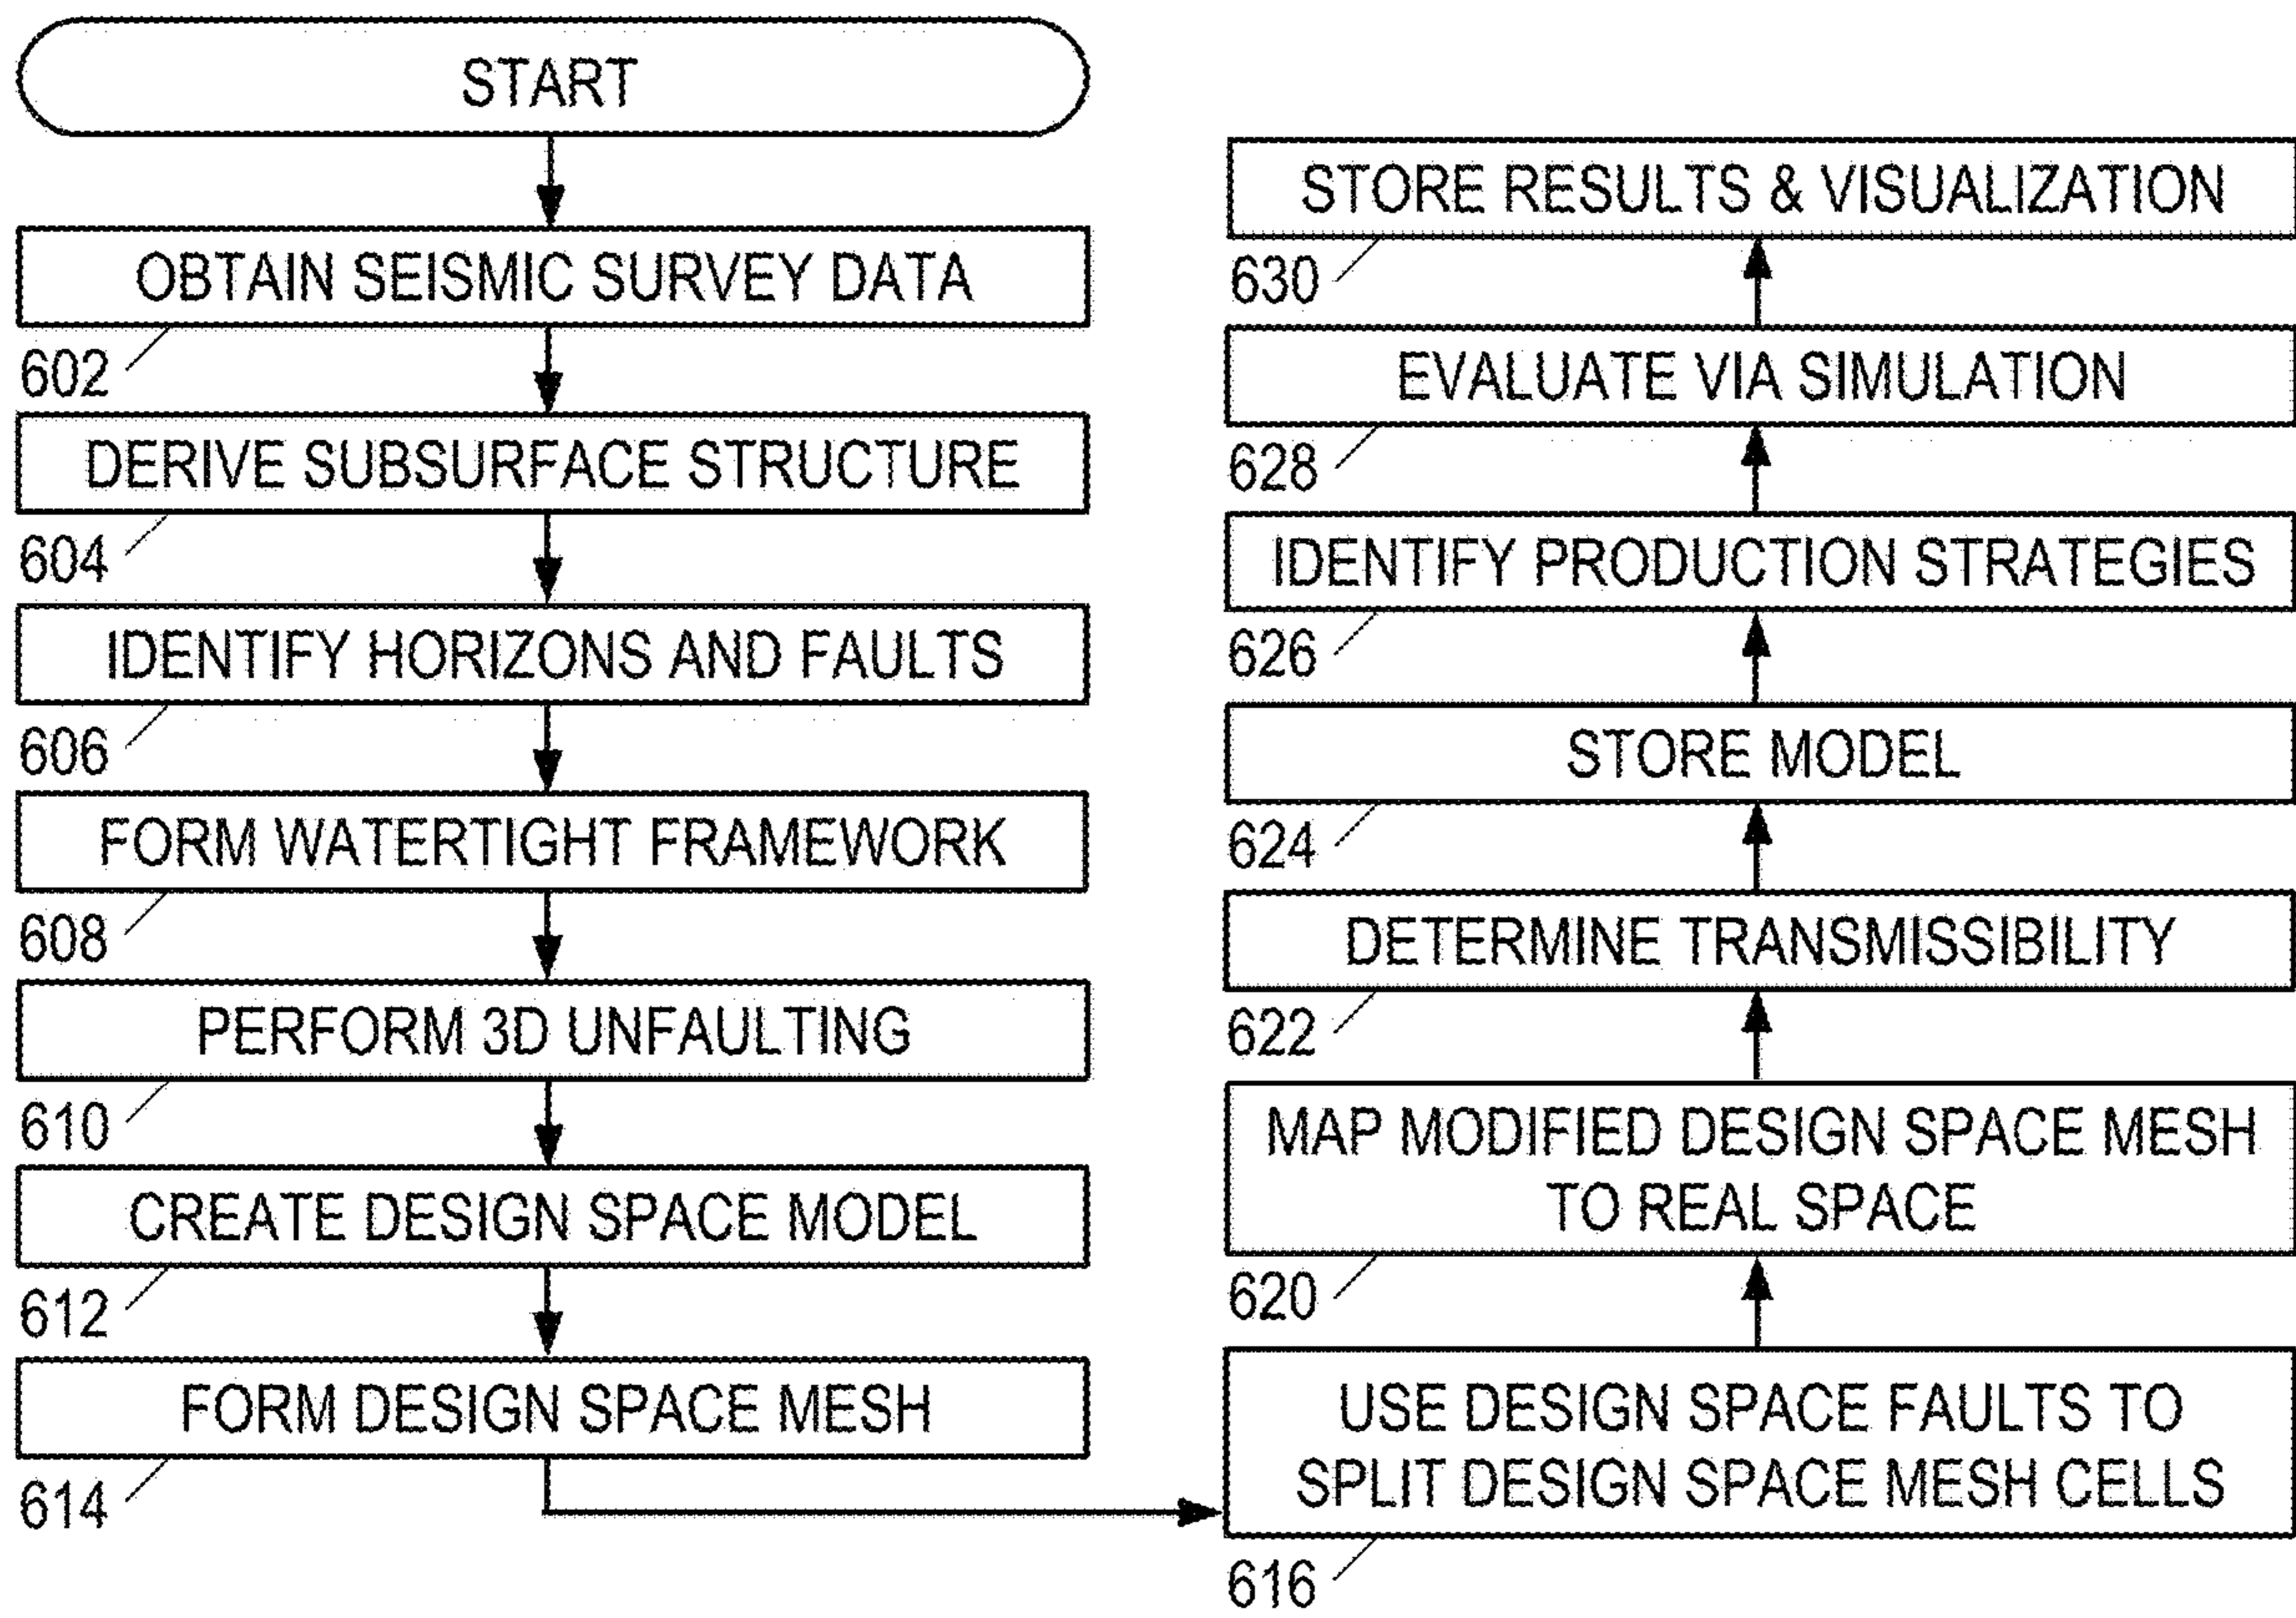 START
OBTAIN SEISMIC SURVEY DATA
602
DERIVE SUBSURFACE STRUCTURE
604
IDENTIFY HORIZONS AND FAULTS
606
FORM WATERTIGHT FRAMEWORK
608
PERFORM 3D UNFAULTING
610
CREATE DESIGN SPACE MODEL
612
FORM DESIGN SPACE MESH
614
USE DESIGN SPACE FAULTS TO
SPLIT DESIGN SPACE MESH CELLS
616
MAP MODIFIED DESIGN SPACE MESH
TO REAL SPACE
620
DETERMINE TRANSMISSIBILITY
622
STORE MODEL
624
IDENTIFY PRODUCTION STRATEGIES
626
EVALUATE VIA SIMULATION
628
STORE RESULTS & VISUALIZATION
630